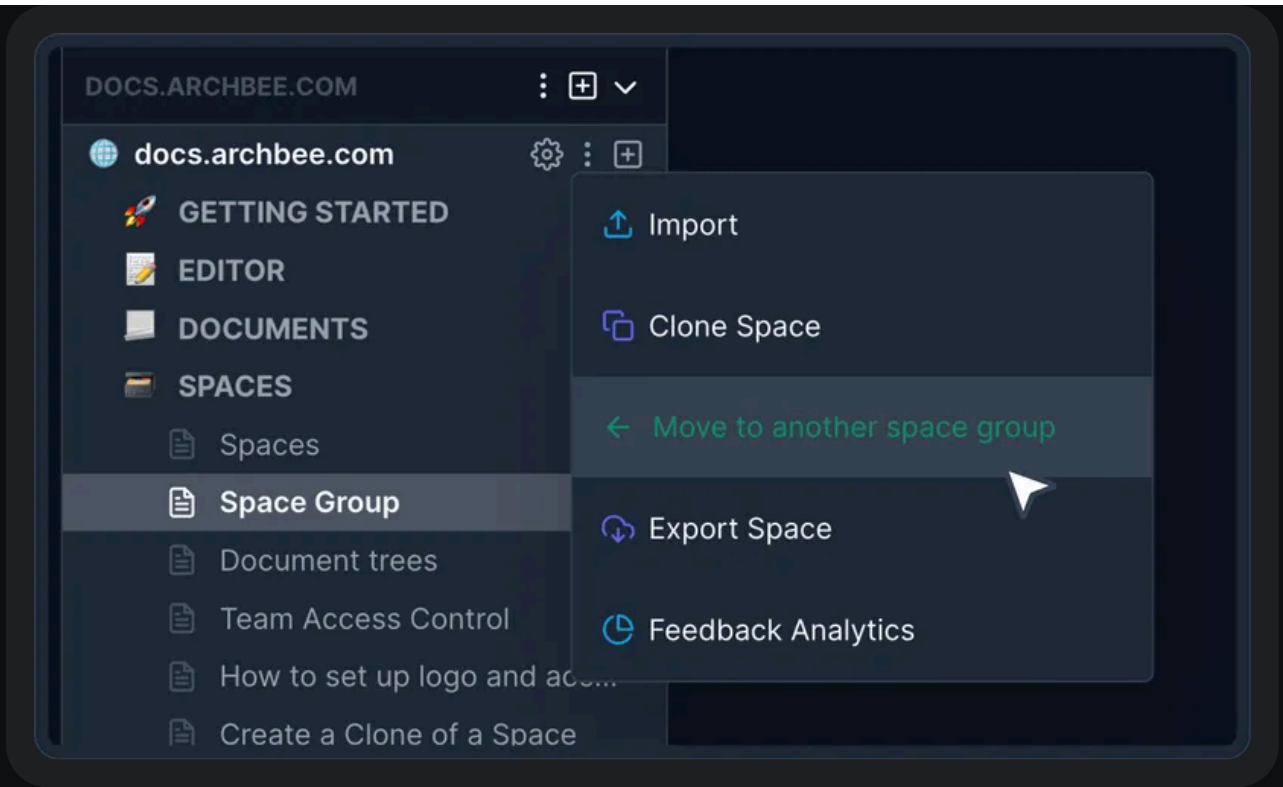 DOCS.ARCHBEE.COM
docs.archbee.com
GETTING STARTED
EDITOR
DOCUMENTS
SPACES
Spaces
Space Group
Document trees
Team Access Control
How to set up logo and
Create a Clone of a Space
Import
Clone Space
Move to another space group
Export Space
Feedback Analytics